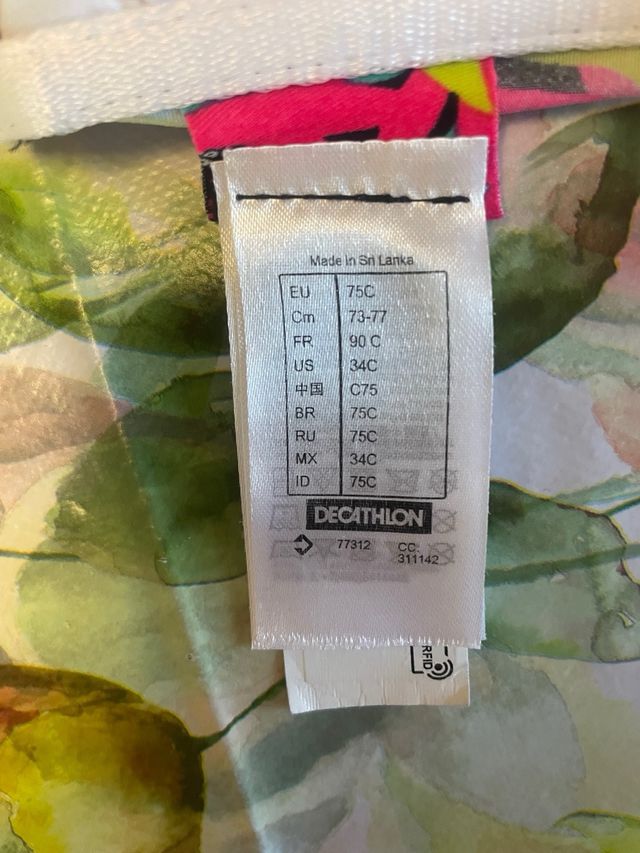 Made in Sri Lanka
EU 75C
Cm 73-77
FR 90 C
US 34C
中国 C75
BR 75C
RU 75C
MX 34C
ID 75C
DECATHLON
77312 CC:
311142
RFID